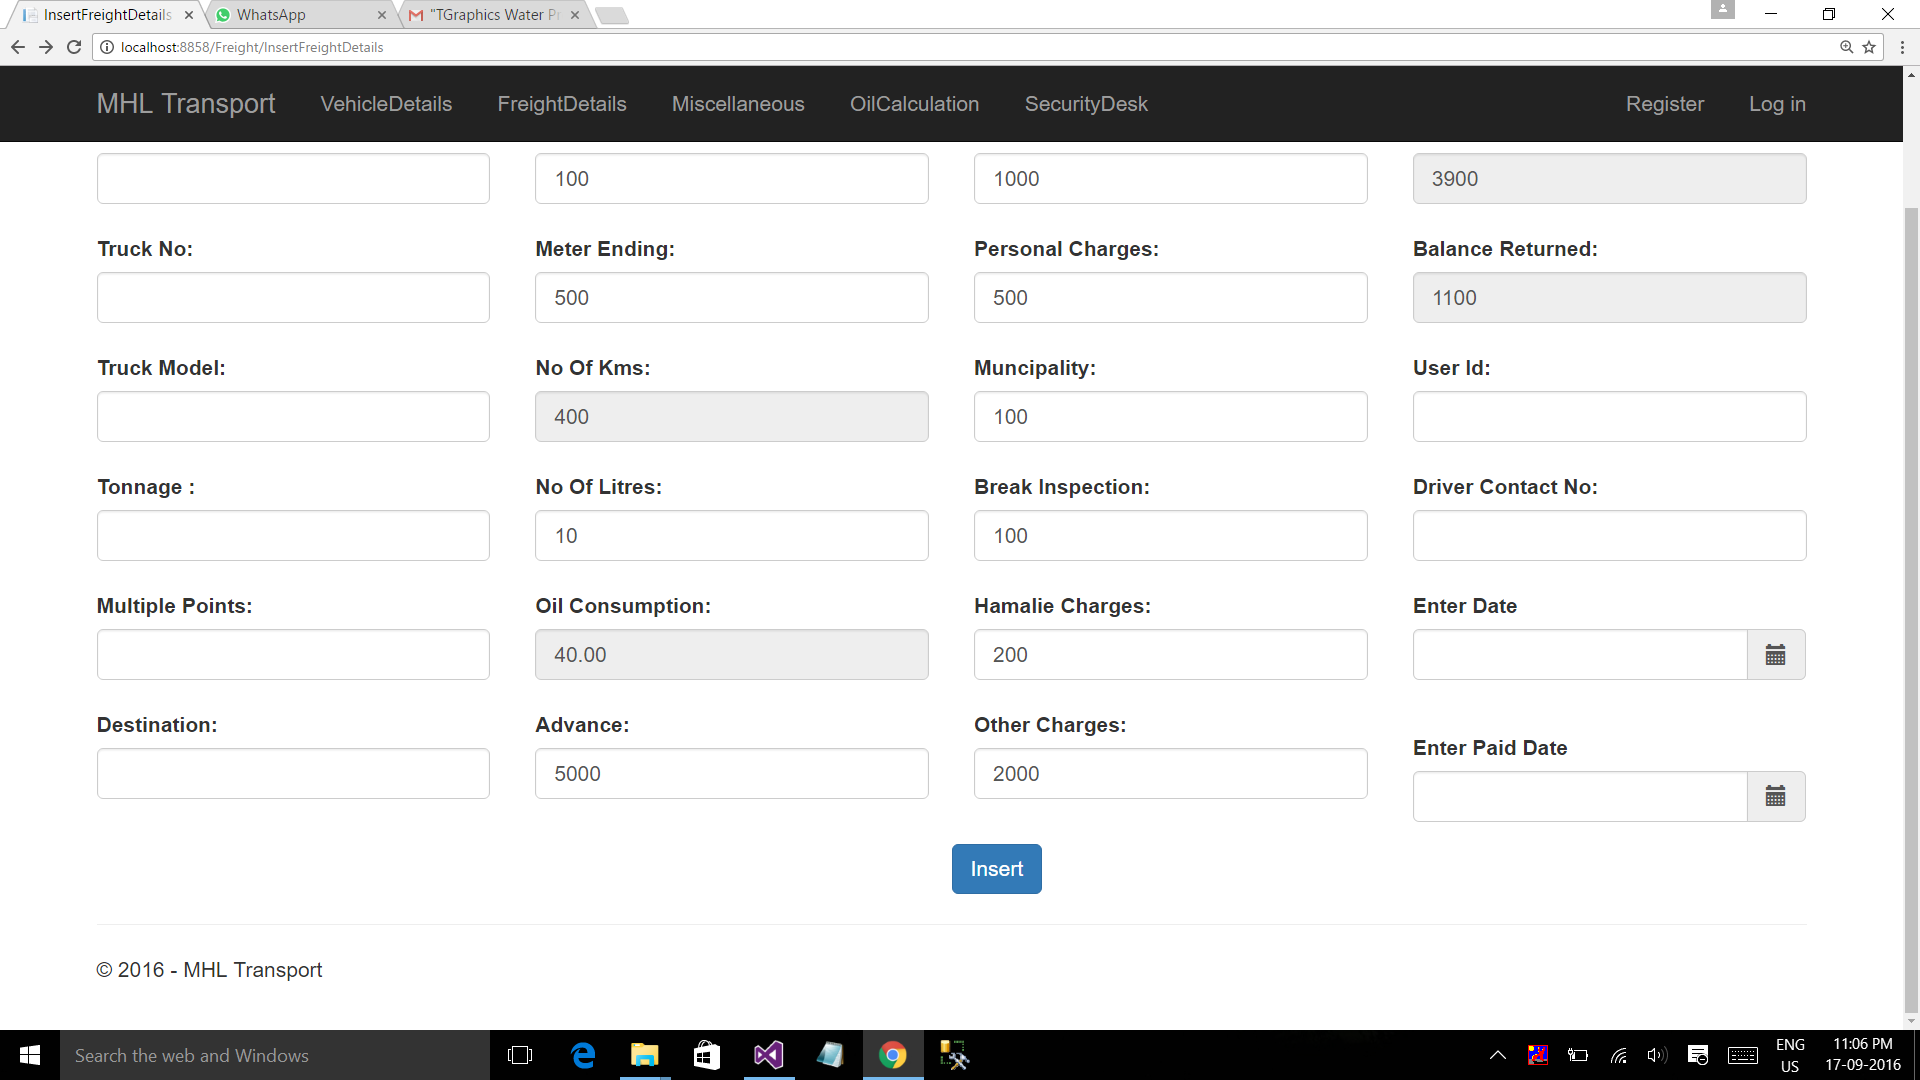 InsertFreightDetails
WhatsApp
"TGraphics Water Pr
localhost:8858/Freight/InsertFreightDetails
MHL Transport VehicleDetails FreightDetails Miscellaneous OilCalculation SecurityDesk Register Log in
100 1000 3900
Truck No: Meter Ending: Personal Charges: Balance Returned:
500 500 1100
Truck Model: No Of Kms: Muncipality: User Id:
400 100
Tonnage : No Of Litres: Break Inspection: Driver Contact No:
10 100
Multiple Points: Oil Consumption: Hamalie Charges: Enter Date
40.00 200
Destination: Advance: Other Charges:
Enter Paid Date
5000 2000
Insert
© 2016 - MHL Transport
Search the web and Windows
ENG
US
11:06 PM
17-09-2016